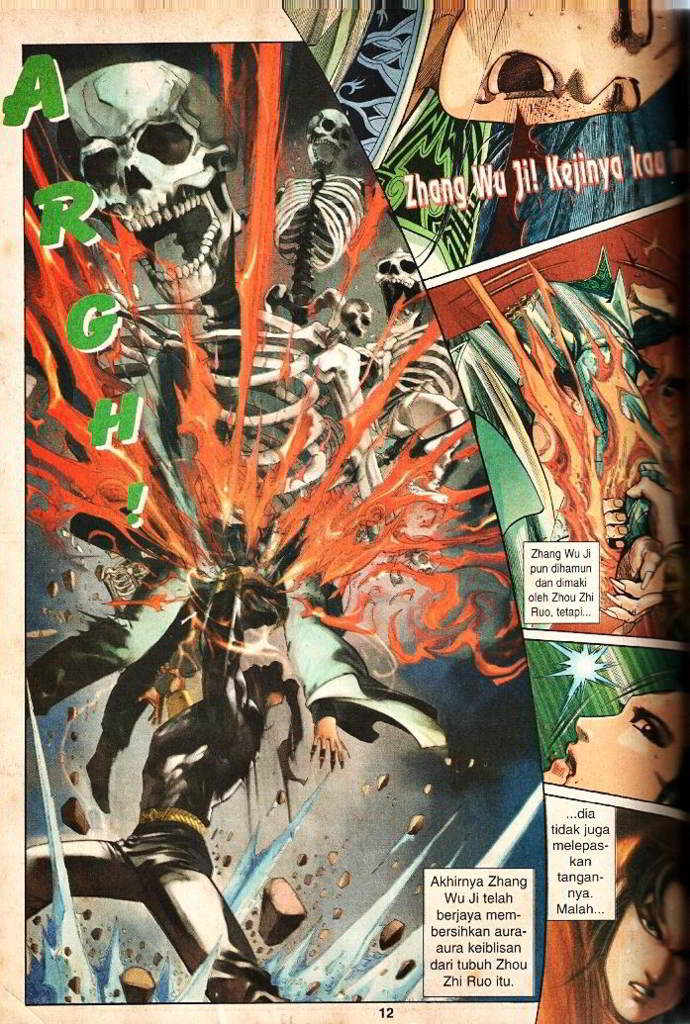 ARGH!
Zhang Wu Ji! Kejinya
Zhang Wu Ji
pun dihamun
dan dimaki
oleh Zhou Zhi
Ruo, tetapi...
...dia
tidak juga
melepas-
kan
tangan-
nya.
Malah...
Akhirnya Zhang
Wu Ji telah
berjaya mem-
bersihkan aura-
aura keiblisan
dari tubuh Zhou
Zhi Ruo itu.
12